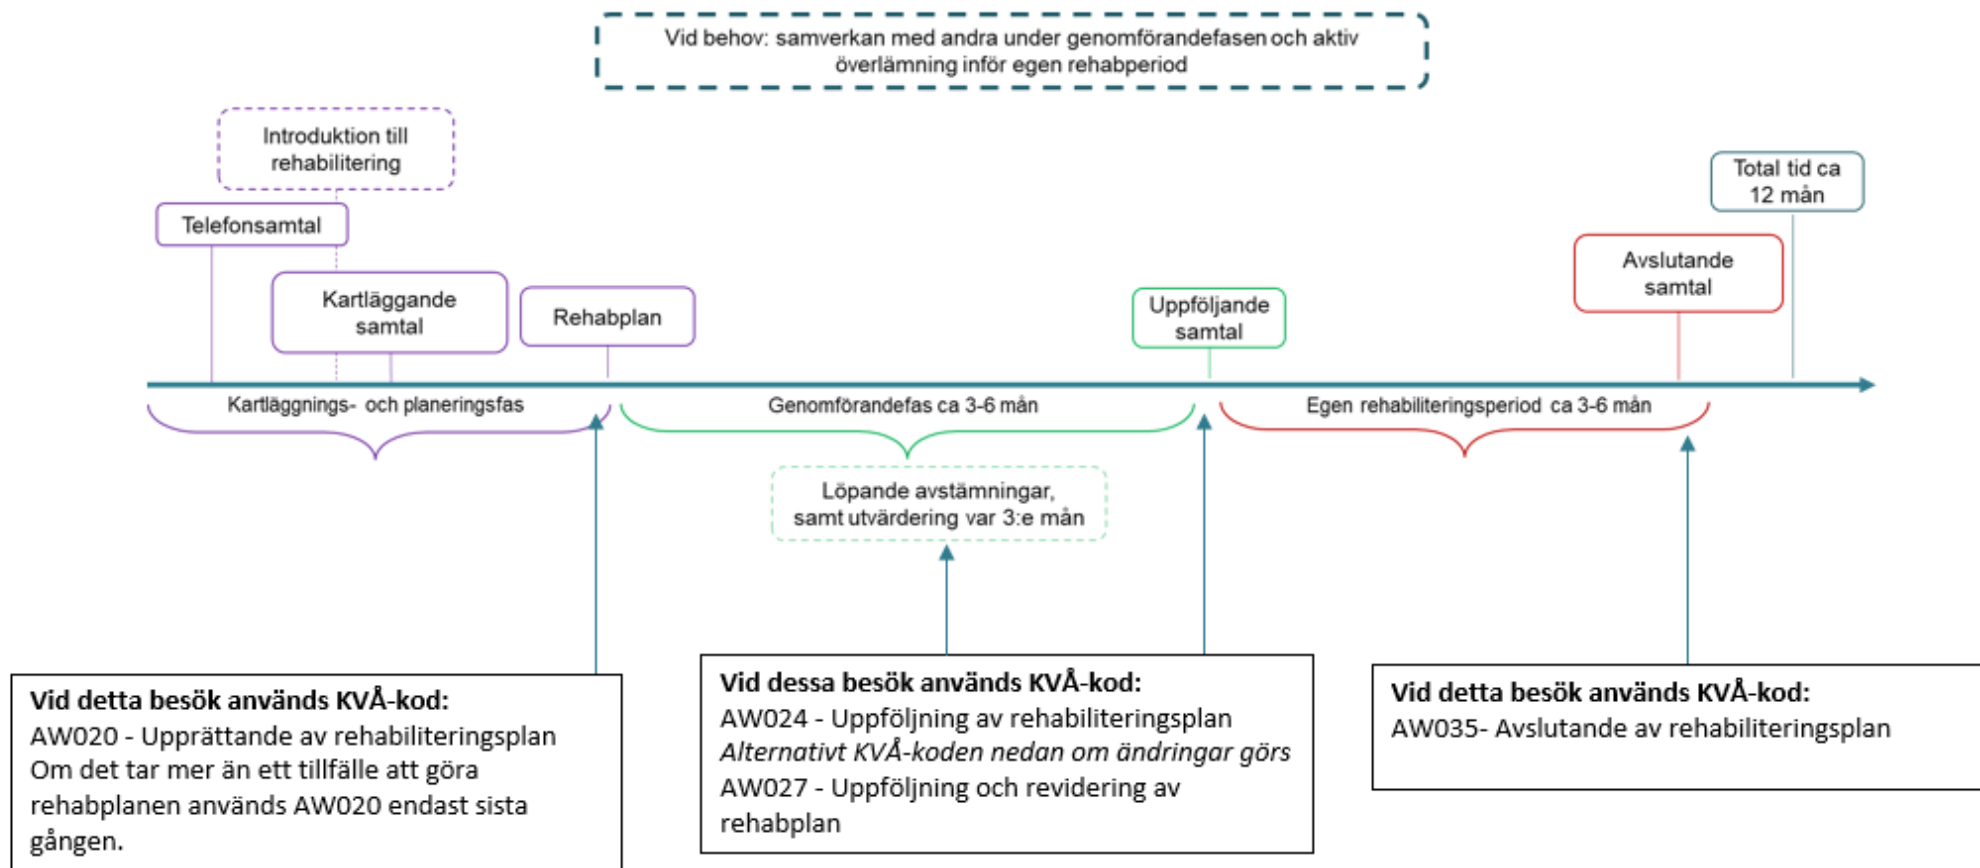 Vid behov: samverkan med andra under genomförandefasen och aktiv
överlämning inför egen rehabperiod
Introduktion till
rehabilitering
Telefonsamtal
Kartläggande
samtal
Rehabplan
Uppföljande
samtal
Avslutande
samtal
Total tid ca
12 mån
Kartläggnings- och planeringsfas
Genomförandefas ca 3-6 mån
Egen rehabiliteringsperiod ca 3-6 mån
Löpande avstämningar,
samt utvärdering var 3:e mån
Vid detta besök används KVÅ-kod:
AW020 - Upprättande av rehabiliteringsplan
Om det tar mer än ett tillfälle att göra
rehabplanen används AW020 endast sista
gången.
Vid dessa besök används KVÅ-kod:
AW024 - Uppföljning av rehabiliteringsplan
Alternativt KVÅ-koden nedan om ändringar görs
AW027 - Uppföljning och revidering av
rehabplan
Vid detta besök används KVÅ-kod:
AW035- Avslutande av rehabiliteringsplan